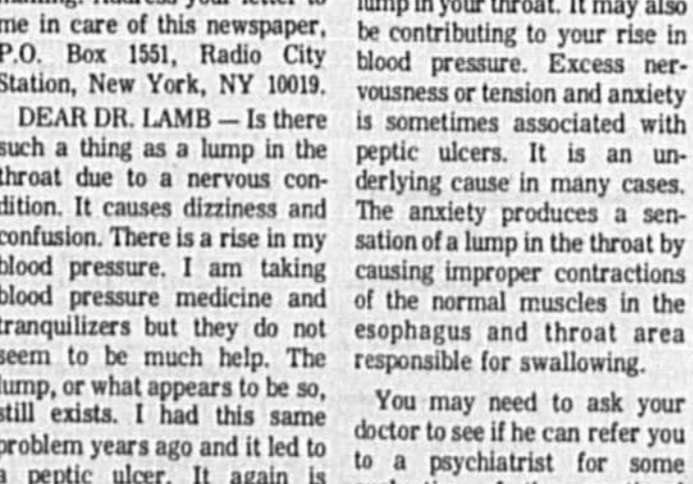 me in care of this newspaper,
P.O. Box 1551, Radio City
Station, New York, NY 10019.
DEAR DR. LAMB — Is there
such a thing as a lump in the
throat due to a nervous con-
dition. It causes dizziness and
confusion. There is a rise in my
blood pressure. I am taking
blood pressure medicine and
tranquilizers but they do not
seem to be much help. The
lump, or what appears to be so,
still exists. I had this same
problem years ago and it led to
a peptic ulcer. It again is
lump in your throat. It may also
be contributing to your rise in
blood pressure. Excess ner-
vousness or tension and anxiety
is sometimes associated with
peptic ulcers. It is an un-
derlying cause in many cases.
The anxiety produces a sen-
sation of a lump in the throat by
causing improper contractions
of the normal muscles in the
esophagus and throat area
responsible for swallowing.
You may need to ask your
doctor to see if he can refer you
to a psychiatrist for some